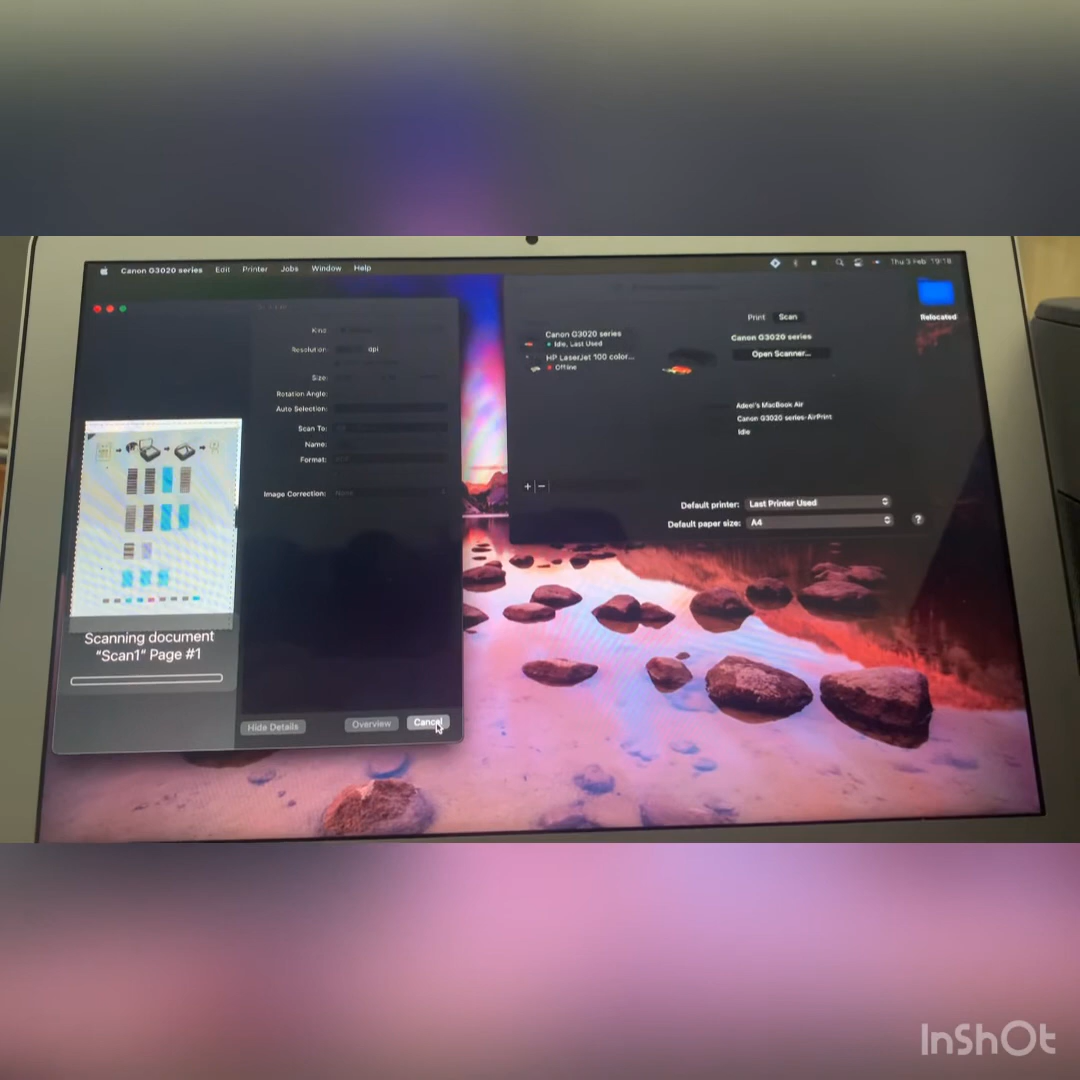 Canon G3020 series Edit Printer Jobs Window Help
Thu 3 Feb 19:18
Relocated
Kind
Resolution dpi
Size:
Rotation Angle:
Auto Selection:
Scan To:
Name:
Format:
Image Correction: None
Scanning document
"Scan1" Page #1
Hide Details Overview Cancel
Print Scan
Canon G3020 series
Idle, Last Used
HP LaserJet 100 color...
Offline
+ −
Canon G3020 series
Open Scanner...
Adeel's MacBook Air
Canon G3020 series-AirPrint
Idle
Default printer: Last Printer Used
Default paper size: A4 ?
InShOt